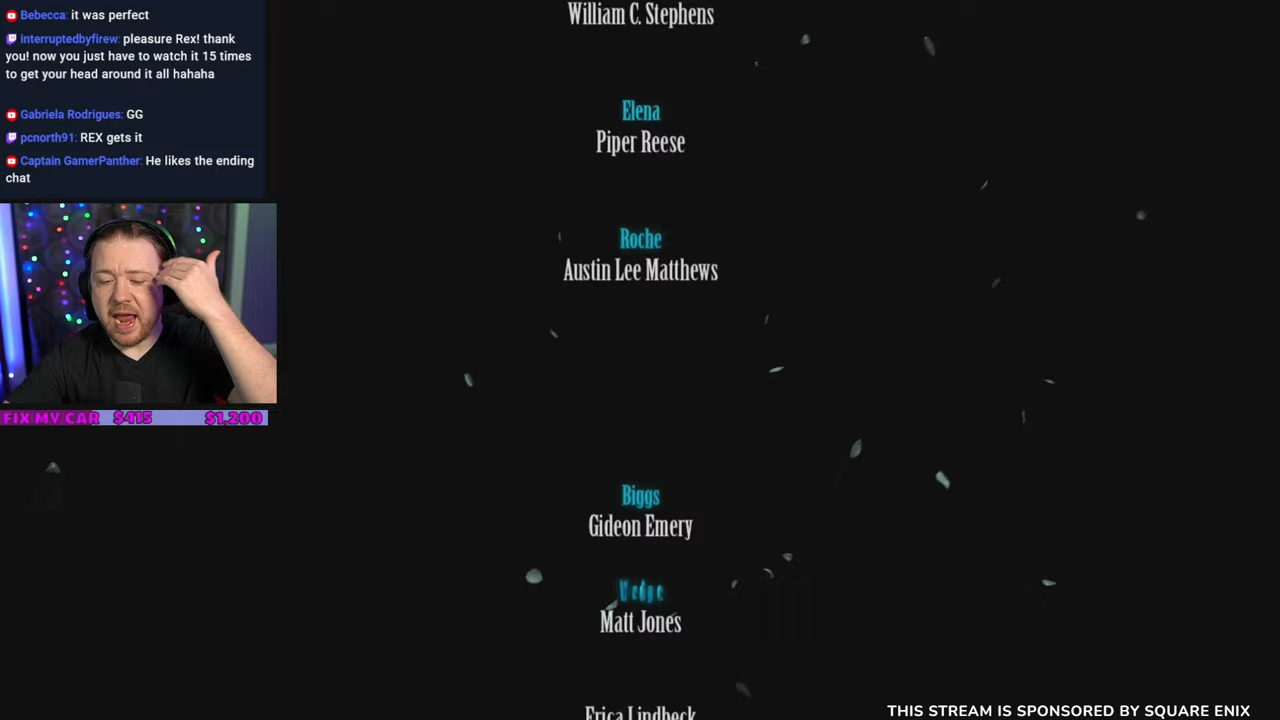 Bebecca: it was perfect
interruptedbyfirew: pleasure Rex! thank
you! now you just have to watch it 15 times
to get your head around it all hahaha
Gabriela Rodrigues: GG
pcnorth91: REX gets it
Captain GamerPanther: He likes the ending
chat
FIX MY CAR $415 $1,200
William C. Stephens
Elena
Piper Reese
Roche
Austin Lee Matthews
Biggs
Gideon Emery
Wedge
Matt Jones
Erica Lindbeck
THIS STREAM IS SPONSORED BY SQUARE ENIX